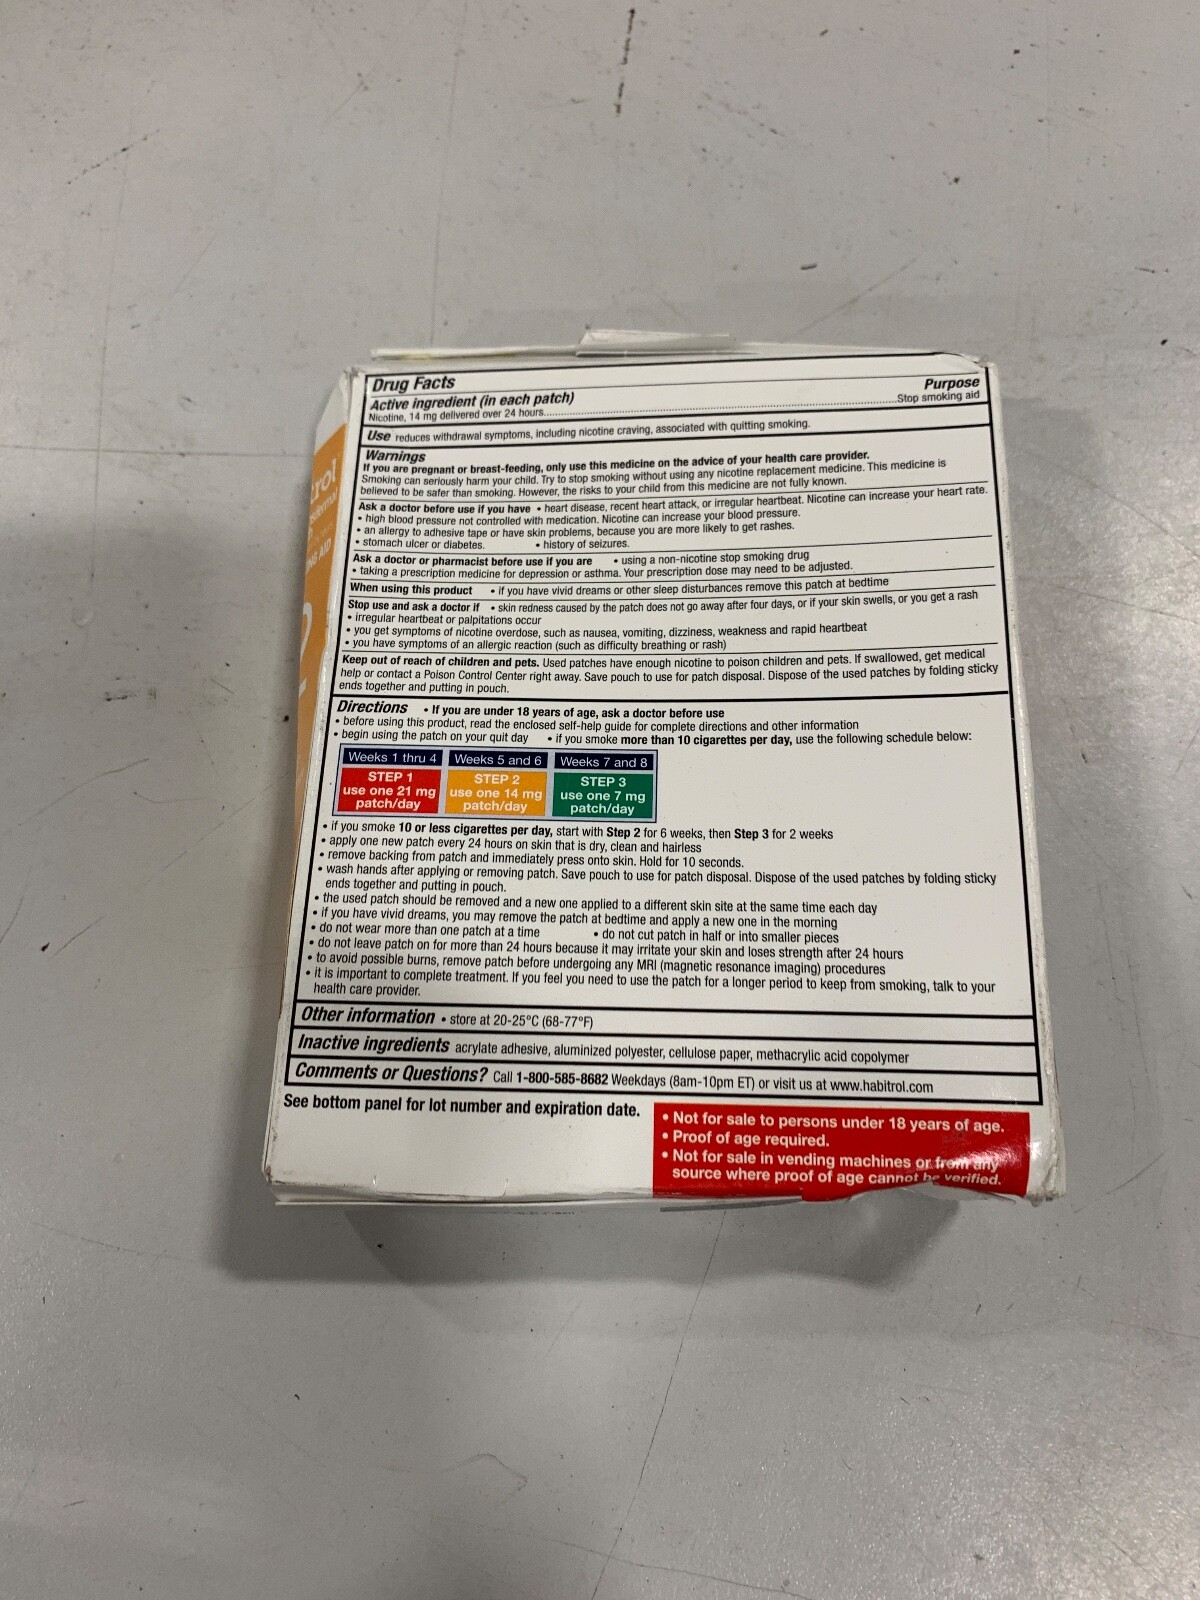 Drug Facts
Active ingredient (in each patch) Purpose
Nicotine, 14 mg delivered over 24 hours..........Stop smoking aid
Use reduces withdrawal symptoms, including nicotine craving, associated with quitting smoking.
Warnings
If you are pregnant or breast-feeding, only use this medicine on the advice of your health care provider.
Smoking can seriously harm your child. Try to stop smoking without using any nicotine replacement medicine. This medicine is
believed to be safer than smoking. However, the risks to your child from this medicine are not fully known.
Ask a doctor before use if you have • heart disease, recent heart attack, or irregular heartbeat. Nicotine can increase your heart rate.
• high blood pressure not controlled with medication. Nicotine can increase your blood pressure.
• an allergy to adhesive tape or have skin problems, because you are more likely to get rashes.
• stomach ulcer or diabetes. • history of seizures.
Ask a doctor or pharmacist before use if you are • using a non-nicotine stop smoking drug
• taking a prescription medicine for depression or asthma. Your prescription dose may need to be adjusted.
When using this product • if you have vivid dreams or other sleep disturbances remove this patch at bedtime
Stop use and ask a doctor if • skin redness caused by the patch does not go away after four days, or if your skin swells, or you get a rash
• irregular heartbeat or palpitations occur
• you get symptoms of nicotine overdose, such as nausea, vomiting, dizziness, weakness and rapid heartbeat
• you have symptoms of an allergic reaction (such as difficulty breathing or rash)
Keep out of reach of children and pets. Used patches have enough nicotine to poison children and pets. If swallowed, get medical
help or contact a Poison Control Center right away. Save pouch to use for patch disposal. Dispose of the used patches by folding sticky
ends together and putting in pouch.
Directions • If you are under 18 years of age, ask a doctor before use
• before using this product, read the enclosed self-help guide for complete directions and other information
• begin using the patch on your quit day • if you smoke more than 10 cigarettes per day, use the following schedule below:
Weeks 1 thru 4 Weeks 5 and 6 Weeks 7 and 8
STEP 1 STEP 2 STEP 3
use one 21 mg use one 14 mg use one 7 mg
patch/day patch/day patch/day
• if you smoke 10 or less cigarettes per day, start with Step 2 for 6 weeks, then Step 3 for 2 weeks
• apply one new patch every 24 hours on skin that is dry, clean and hairless
• remove backing from patch and immediately press onto skin. Hold for 10 seconds.
• wash hands after applying or removing patch. Save pouch to use for patch disposal. Dispose of the used patches by folding sticky
ends together and putting in pouch.
• the used patch should be removed and a new one applied to a different skin site at the same time each day
• if you have vivid dreams, you may remove the patch at bedtime and apply a new one in the morning
• do not wear more than one patch at a time • do not cut patch in half or into smaller pieces
• do not leave patch on for more than 24 hours because it may irritate your skin and loses strength after 24 hours
• to avoid possible burns, remove patch before undergoing any MRI (magnetic resonance imaging) procedures
• it is important to complete treatment. If you feel you need to use the patch for a longer period to keep from smoking, talk to your
health care provider.
Other information • store at 20-25°C (68-77°F)
Inactive ingredients acrylate adhesive, aluminized polyester, cellulose paper, methacrylic acid copolymer
Comments or Questions? Call 1-800-585-8682 Weekdays (8am-10pm ET) or visit us at www.habitrol.com
See bottom panel for lot number and expiration date.
• Not for sale to persons under 18 years of age.
• Proof of age required.
• Not for sale in vending machines or from any
source where proof of age cannot be verified.